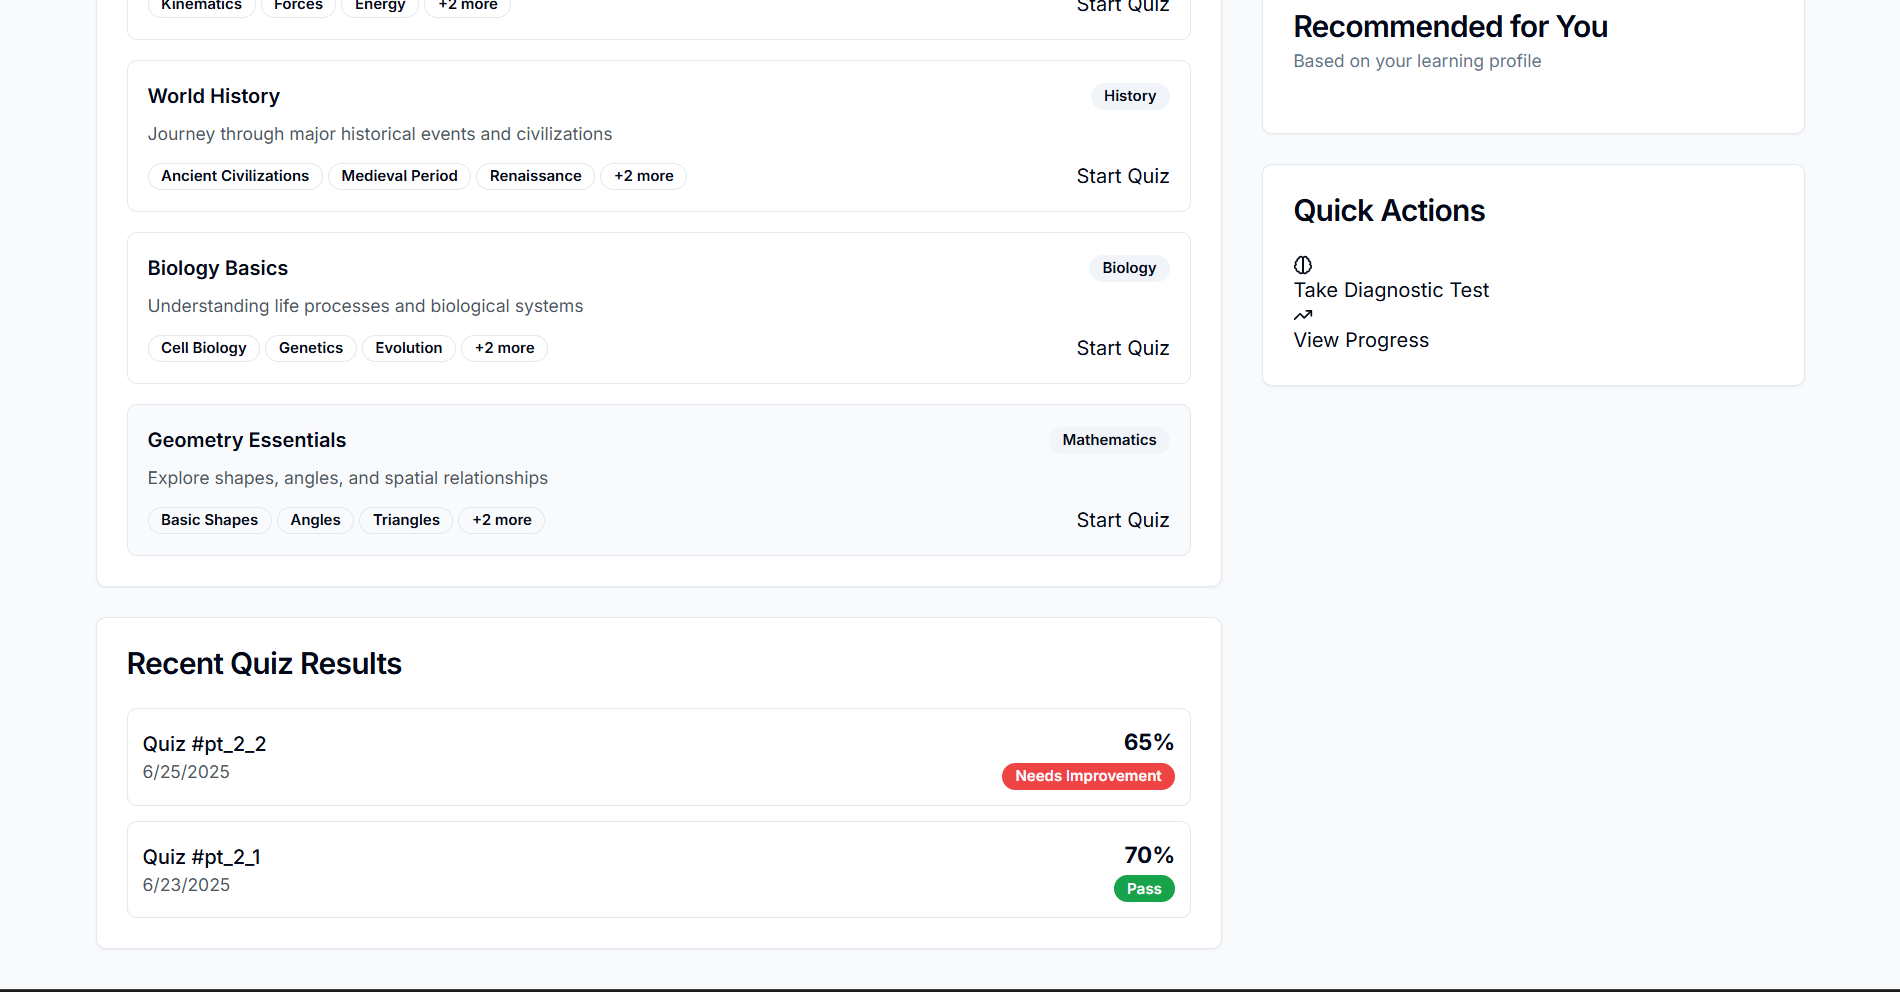 Kinematics
Forces
Energy
+2 more
Start Quiz
World History
History
Journey through major historical events and civilizations
Ancient Civilizations
Medieval Period
Renaissance
+2 more
Start Quiz
Biology Basics
Biology
Understanding life processes and biological systems
Cell Biology
Genetics
Evolution
+2 more
Start Quiz
Geometry Essentials
Mathematics
Explore shapes, angles, and spatial relationships
Basic Shapes
Angles
Triangles
+2 more
Start Quiz
Recent Quiz Results
Quiz #pt_2_2
6/25/2025
65%
Needs Improvement
Quiz #pt_2_1
6/23/2025
70%
Pass
Recommended for You
Based on your learning profile
Quick Actions
Take Diagnostic Test
View Progress